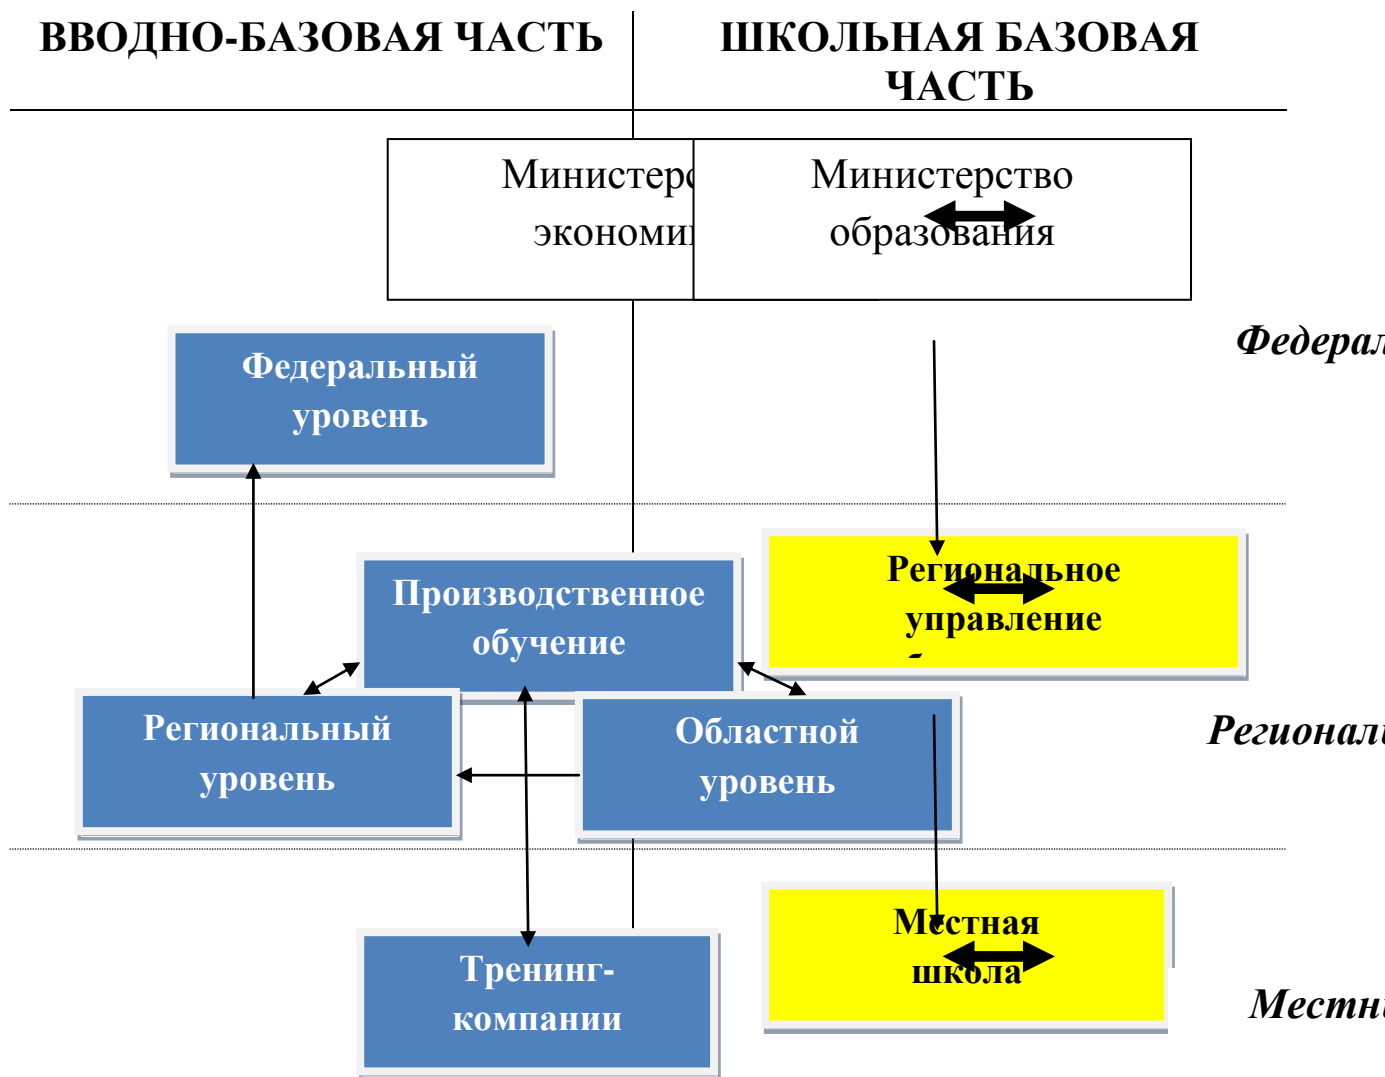 ВВОДНО-БАЗОВАЯ ЧАСТЬ
ШКОЛЬНАЯ БАЗОВАЯ
ЧАСТЬ
Министерство
образования
Федеральный
уровень
Производственное
обучение
Региональное
управление
Региональный
уровень
Областной
уровень
Местная
школа
Тренинг-
компании